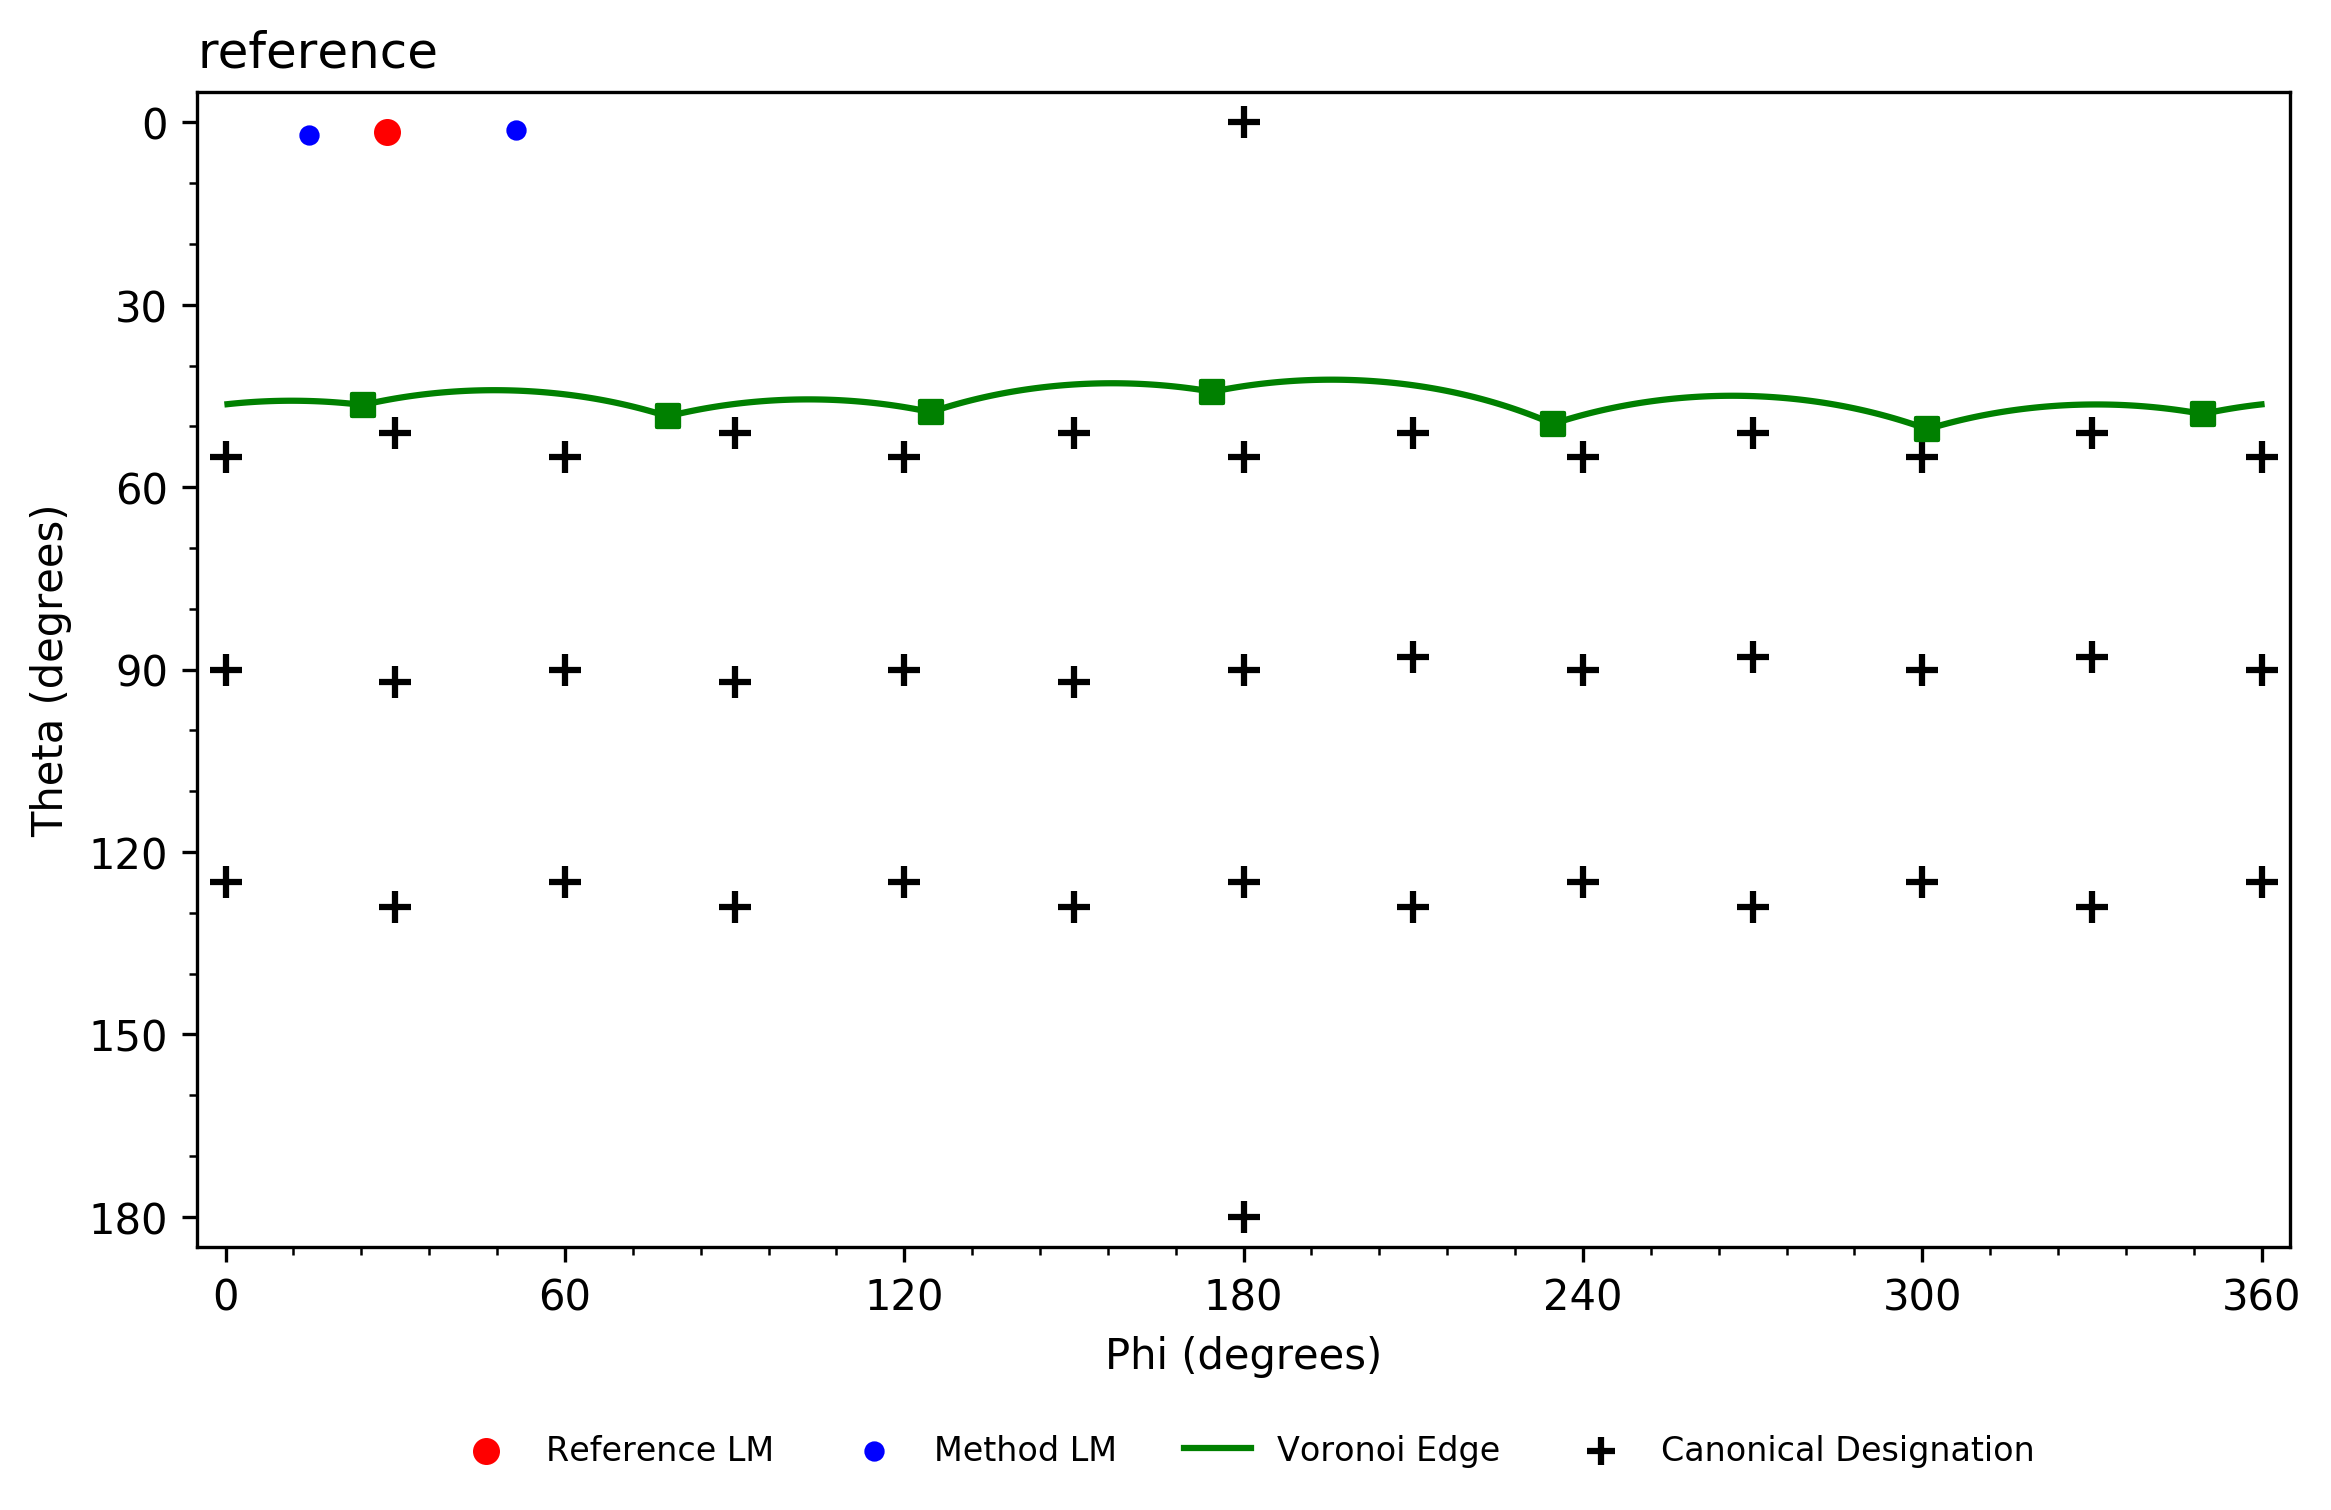 reference
0
30
60
90
120
150
180
Theta (degrees)
0 60 120 180 240 300 360
Phi (degrees)
Reference LM Method LM Voronoi Edge Canonical Designation